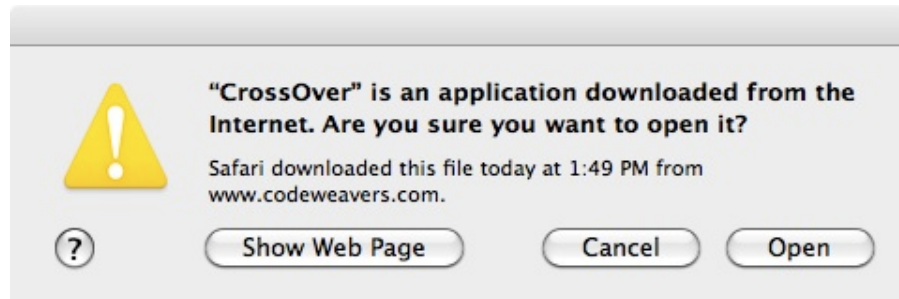 “CrossOver” is an application downloaded from the
Internet. Are you sure you want to open it?
Safari downloaded this file today at 1:49 PM from
www.codeweavers.com.
? Show Web Page Cancel Open